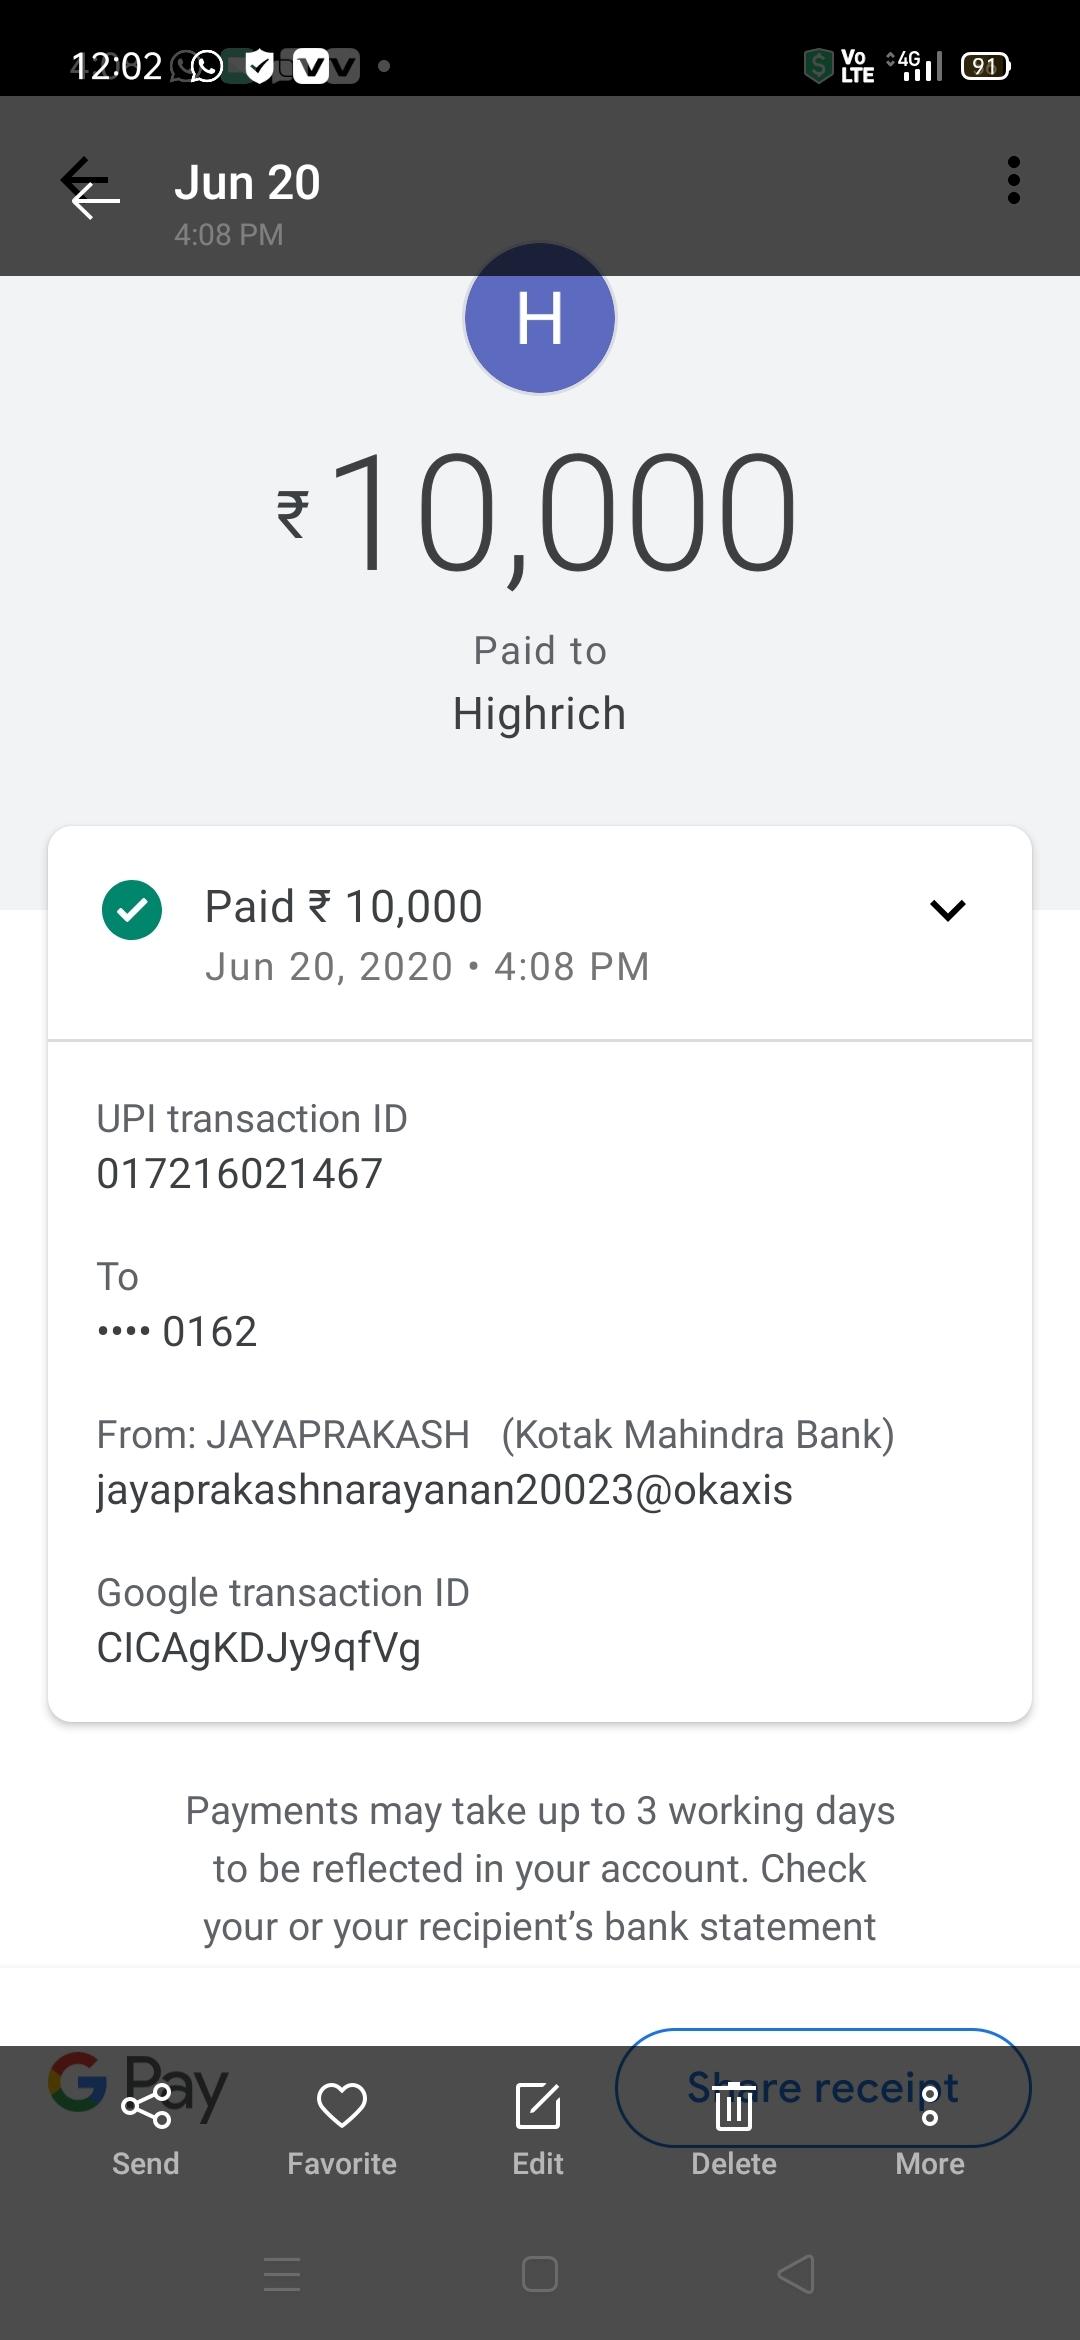 12:02
Vo LTE 4G 91
Jun 20
4:08 PM
H
₹10,000
Paid to
Highrich
Paid ₹ 10,000
Jun 20, 2020 • 4:08 PM
UPI transaction ID
017216021467
To
•••• 0162
From: JAYAPRAKASH (Kotak Mahindra Bank)
jayaprakashnarayanan20023@okaxis
Google transaction ID
CICAgKDJy9qfVg
Payments may take up to 3 working days
to be reflected in your account. Check
your or your recipient’s bank statement
G Pay Share receipt
Send Favorite Edit Delete More